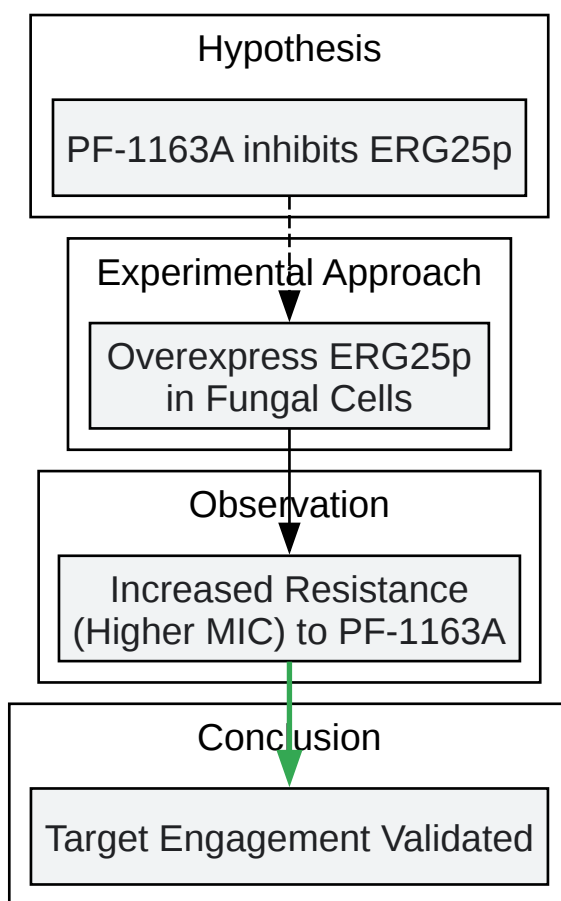 Hypothesis
PF-1163A inhibits ERG25p
Experimental Approach
Overexpress ERG25p
in Fungal Cells
Observation
Increased Resistance
(Higher MIC) to PF-1163A
Conclusion
Target Engagement Validated